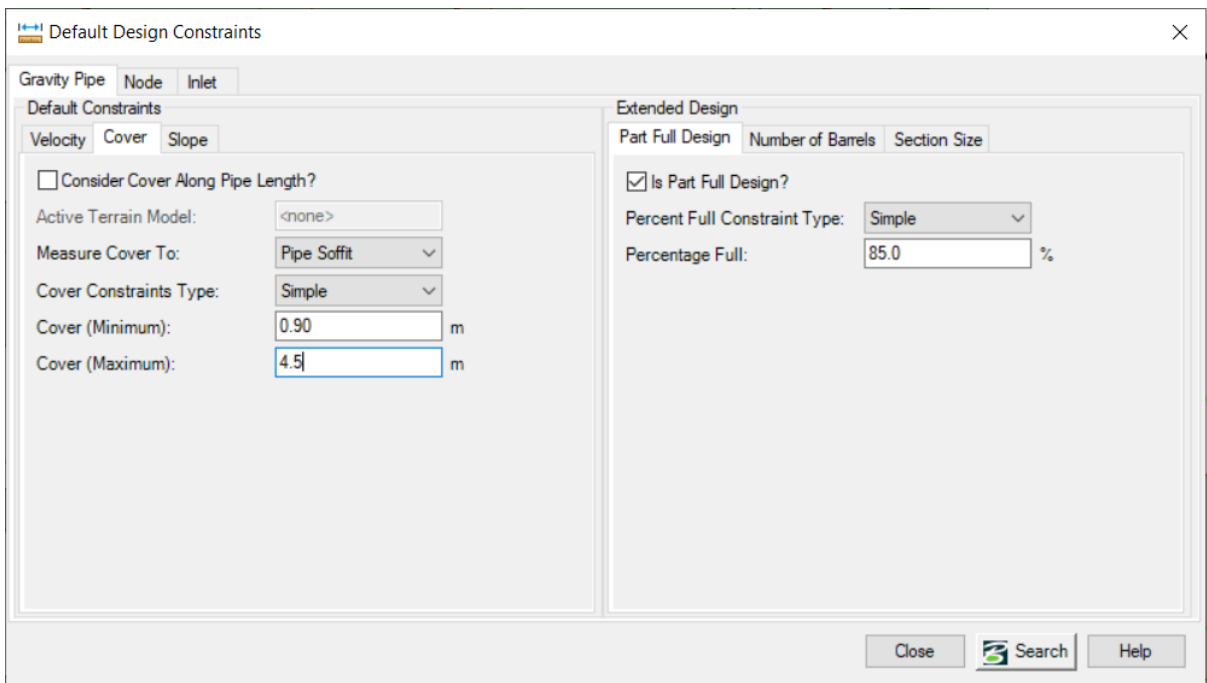 Default Design Constraints
Gravity Pipe Node Inlet
Default Constraints
Velocity Cover Slope
Consider Cover Along Pipe Length?
Active Terrain Model: <none>
Measure Cover To: Pipe Soffit
Cover Constraints Type: Simple
Cover (Minimum): 0.90 m
Cover (Maximum): 4.5 m
Extended Design
Part Full Design Number of Barrels Section Size
Is Part Full Design?
Percent Full Constraint Type: Simple
Percentage Full: 85.0 %
Close Search Help